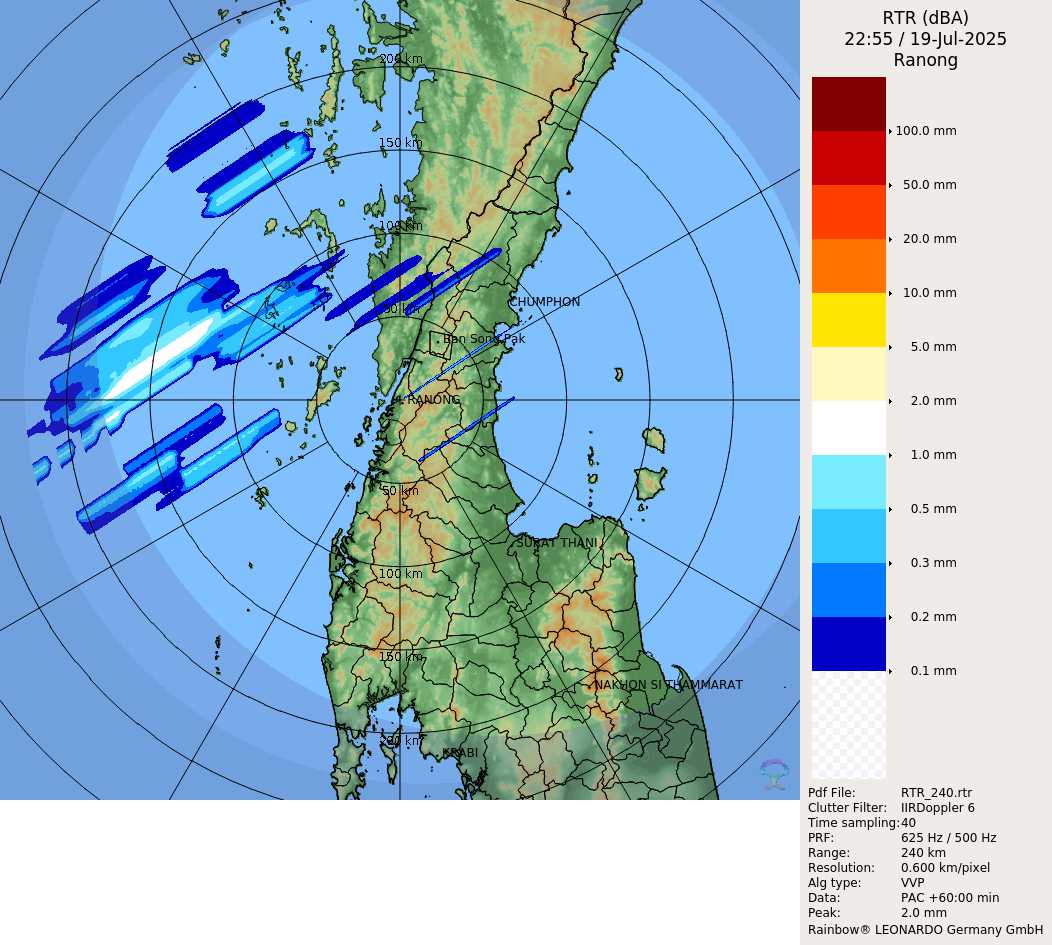 RTR (dBA)
22:55 / 19-Jul-2025
Ranong
200 km
150 km
100 km
50 km
CHUMPHON
Ban Song Pak
RANONG
50 km
SURAT THANI
100 km
150 km
NAKHON SI THAMMARAT
200 km
KRABI
100.0 mm
50.0 mm
20.0 mm
10.0 mm
5.0 mm
2.0 mm
1.0 mm
0.5 mm
0.3 mm
0.2 mm
0.1 mm
Pdf File: RTR_240.rtr
Clutter Filter: IIRDoppler 6
Time sampling:40
PRF: 625 Hz / 500 Hz
Range: 240 km
Resolution: 0.600 km/pixel
Alg type: VVP
Data: PAC +60:00 min
Peak: 2.0 mm
Rainbow® LEONARDO Germany GmbH